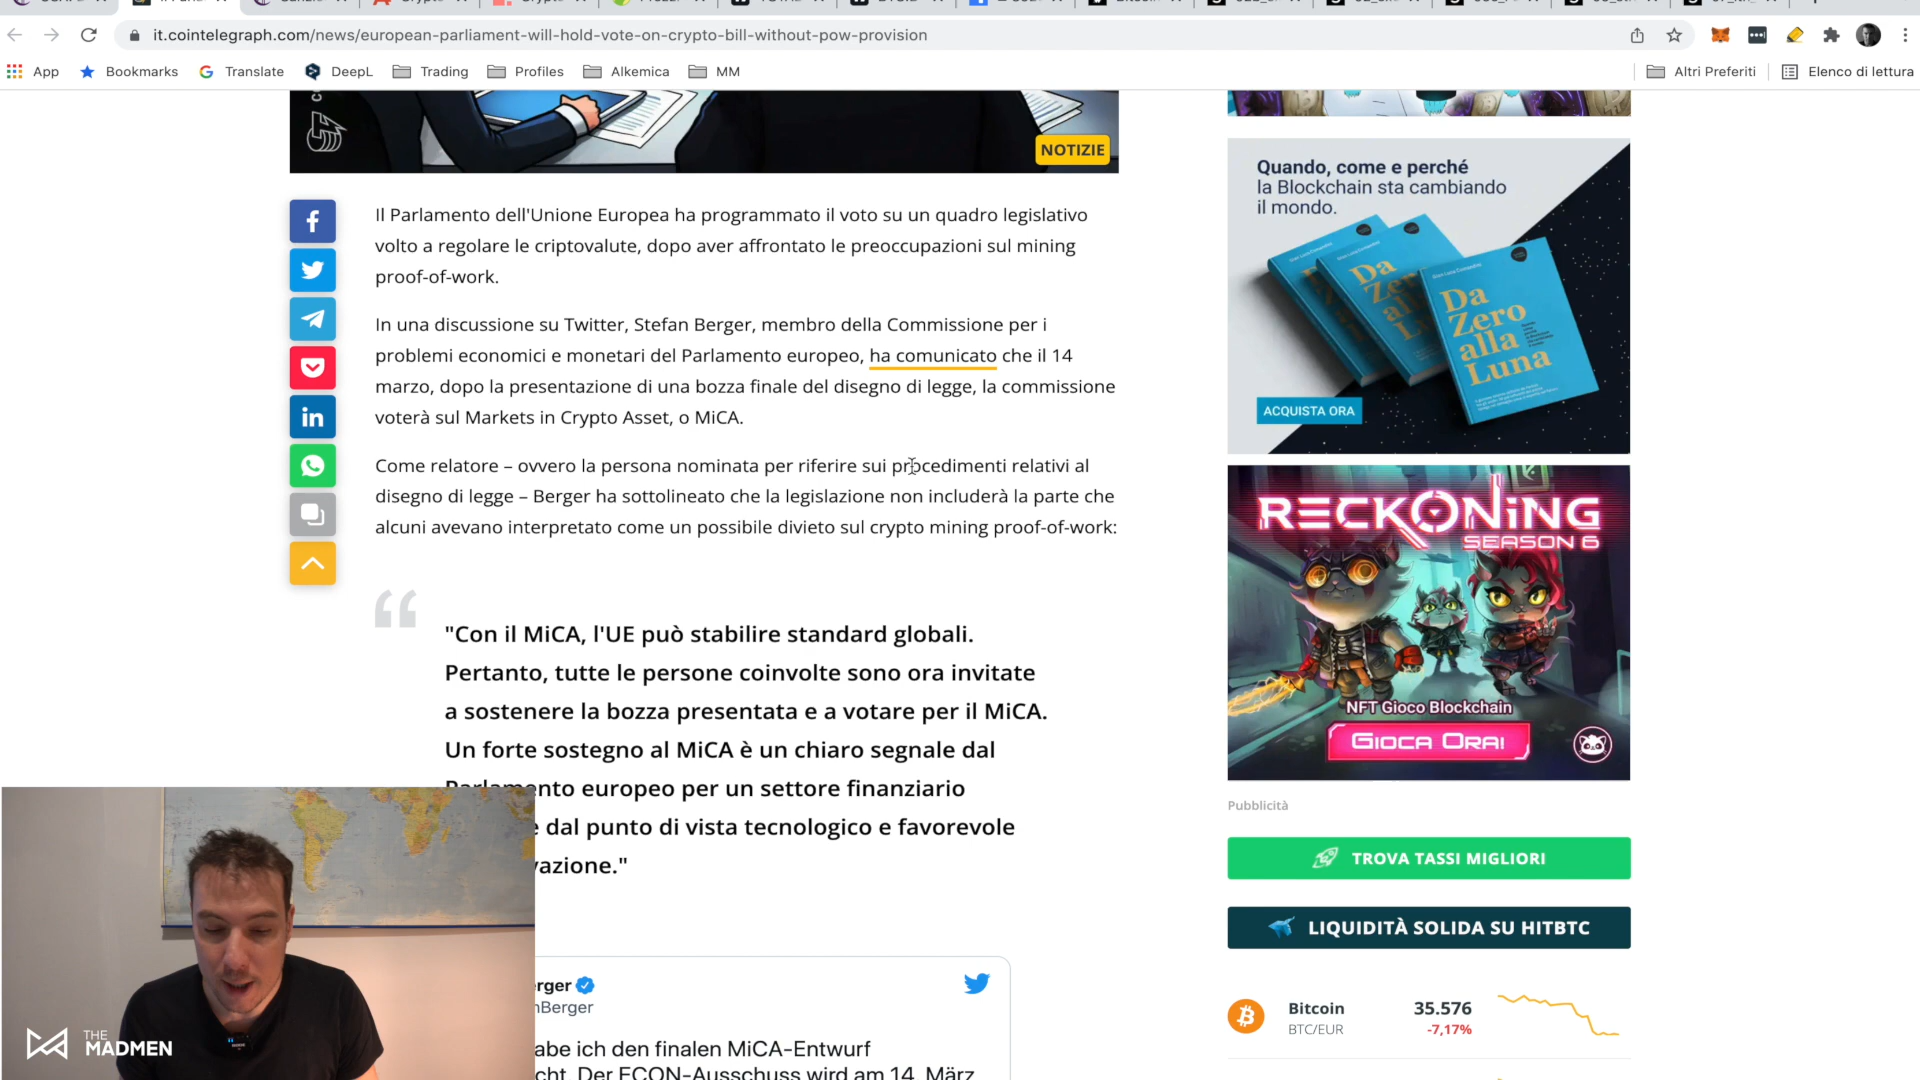 it.cointelegraph.com/news/european-parliament-will-hold-vote-on-crypto-bill-without-pow-provision
App Bookmarks Translate DeepL Trading Profiles Alkemica MM Altri Preferiti Elenco di lettura
NOTIZIE
Il Parlamento dell'Unione Europea ha programmato il voto su un quadro legislativo
volto a regolare le criptovalute, dopo aver affrontato le preoccupazioni sul mining
proof-of-work.
In una discussione su Twitter, Stefan Berger, membro della Commissione per i
problemi economici e monetari del Parlamento europeo, ha comunicato che il 14
marzo, dopo la presentazione di una bozza finale del disegno di legge, la commissione
voterà sul Markets in Crypto Asset, o MiCA.
Come relatore – ovvero la persona nominata per riferire sui procedimenti relativi al
disegno di legge – Berger ha sottolineato che la legislazione non includerà la parte che
alcuni avevano interpretato come un possibile divieto sul crypto mining proof-of-work:
"Con il MiCA, l'UE può stabilire standard globali.
Pertanto, tutte le persone coinvolte sono ora invitate
a sostenere la bozza presentata e a votare per il MiCA.
Un forte sostegno al MiCA è un chiaro segnale dal
Parlamento europeo per un settore finanziario
e dal punto di vista tecnologico e favorevole
vazione."
erger
nBerger
abe ich den finalen MiCA-Entwurf
cht. Der ECON-Ausschuss wird am 14. März
THE
MADMEN
Quando, come e perché
la Blockchain sta cambiando
il mondo.
Da
Zero
alla
Luna
ACQUISTA ORA
RECKONING
SEASON 6
NFT Gioco Blockchain
GIOCA ORA!
Pubblicità
TROVA TASSI MIGLIORI
LIQUIDITÀ SOLIDA SU HITBTC
Bitcoin 35.576
BTC/EUR -7,17%